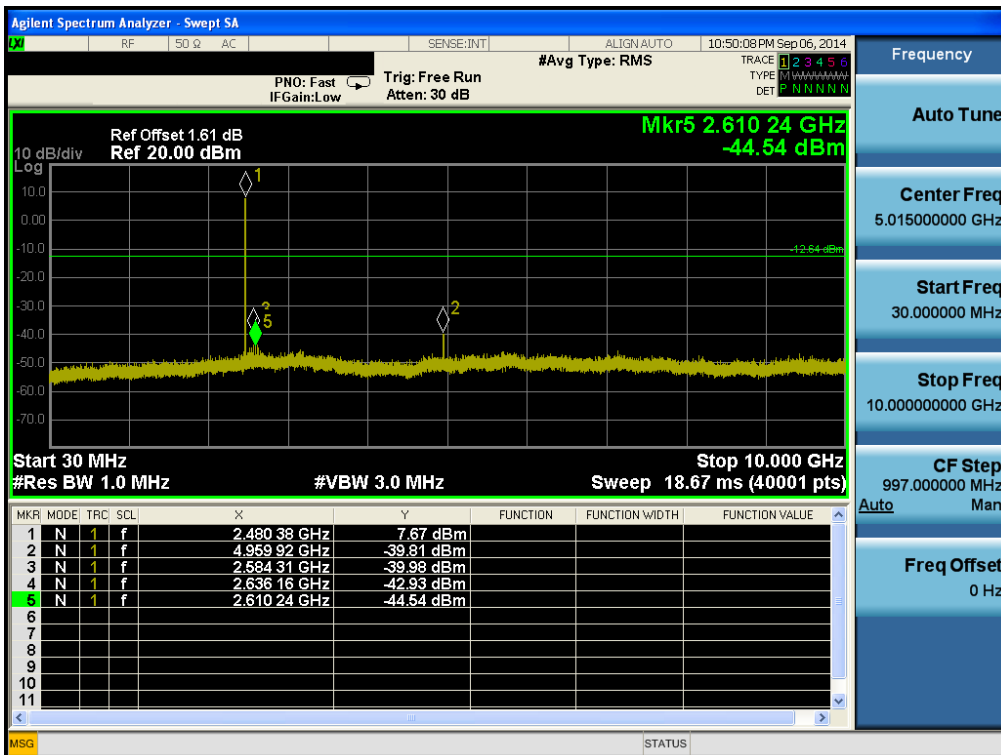 Agilent Spectrum Analyzer - Swept SA
LXI RF 50 Ω AC SENSE:INT ALIGN AUTO 10:50:08 PM Sep 06, 2014
#Avg Type: RMS
TRACE 1 2 3 4 5 6
PNO: Fast Trig: Free Run
TYPE M
IFGain:Low Atten: 30 dB
DET P N N N N N
Frequency
Auto Tune
Center Freq
5.015000000 GHz
Start Freq
30.000000 MHz
Stop Freq
10.000000000 GHz
CF Step
997.000000 MHz
Auto Man
Freq Offset
0 Hz
Mkr5 2.610 24 GHz
-44.54 dBm
Ref Offset 1.61 dB
10 dB/div Ref 20.00 dBm
Log
1
10.0
0.00
-10.0
-12.64 dBm
-20.0
-30.0
2
5
-40.0
-50.0
-60.0
-70.0
Start 30 MHz Stop 10.000 GHz
#Res BW 1.0 MHz #VBW 3.0 MHz Sweep 18.67 ms (40001 pts)
MKR MODE TRC SCL X Y FUNCTION FUNCTION WIDTH FUNCTION VALUE
1 N 1 f 2.480 38 GHz 7.67 dBm
2 N 1 f 4.959 92 GHz -39.81 dBm
3 N 1 f 2.584 31 GHz -39.98 dBm
4 N 1 f 2.636 16 GHz -42.93 dBm
5 N 1 f 2.610 24 GHz -44.54 dBm
6
7
8
9
10
11
MSG STATUS